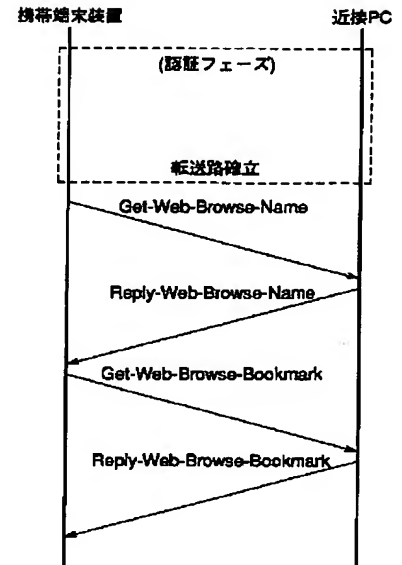 携帯端末装置
近接PC
(認証フェーズ)
転送路確立
Get-Web-Browse-Name
Reply-Web-Browse-Name
Get-Web-Browse-Bookmark
Reply-Web-Browse-Bookmark